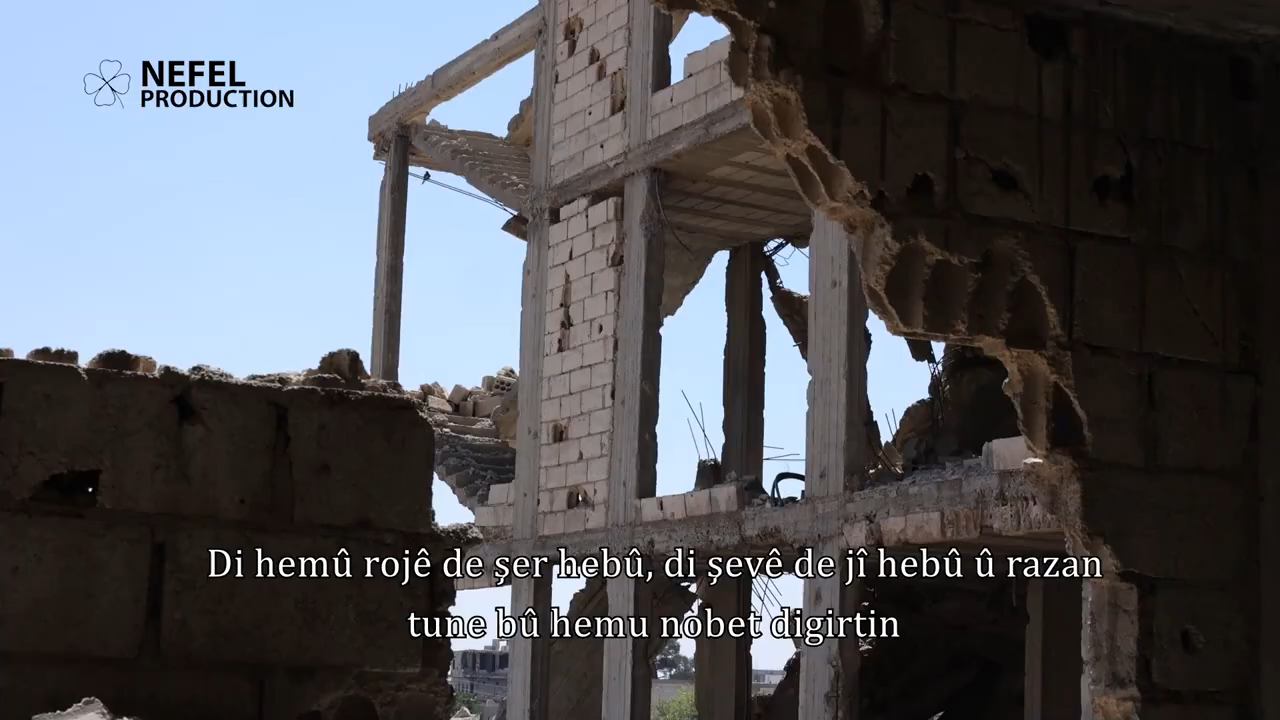 NEFEL
PRODUCTION
Di hemû rojê de şer hebû, di şevê de jî hebû û razan
tune bû hemu nobet digirtin